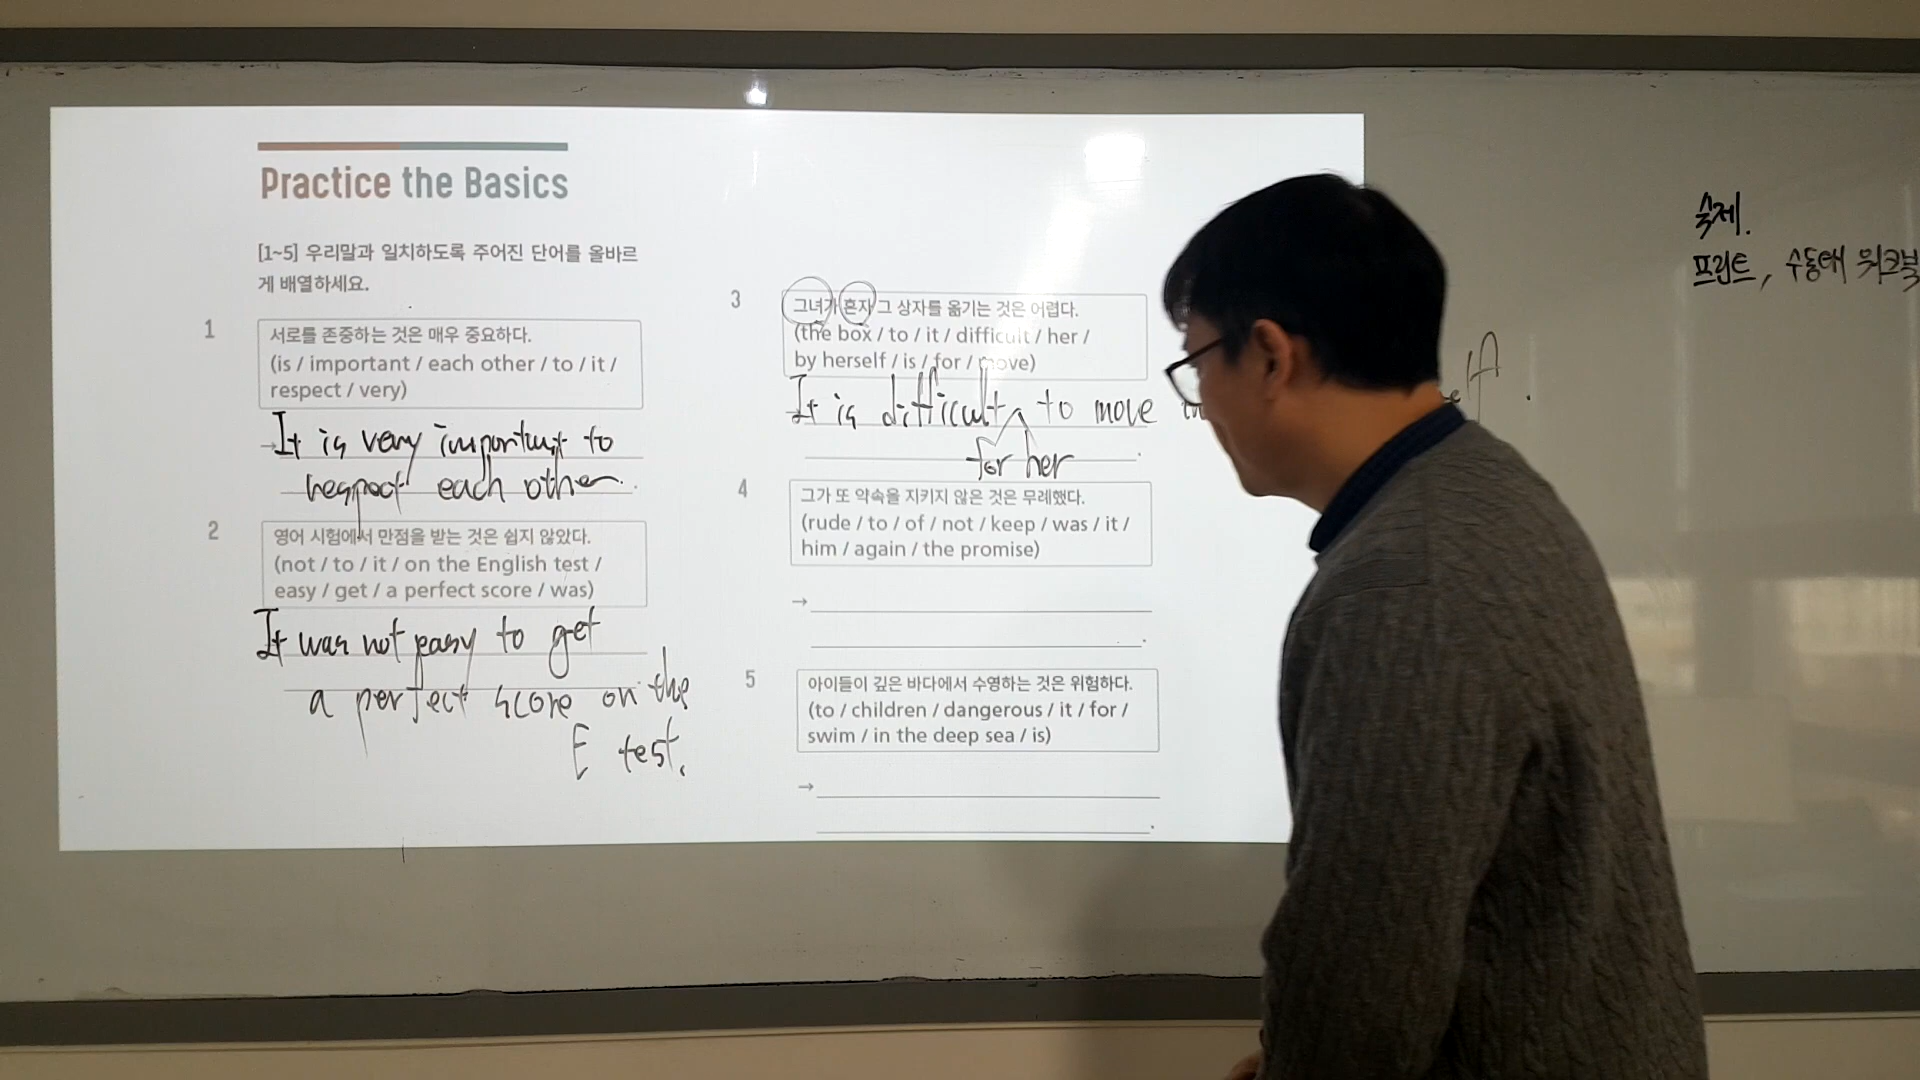 Practice the Basics
[1~5] 우리말과 일치하도록 주어진 단어를 올바르
게 배열하세요.
1
서로를 존중하는 것은 매우 중요하다.
(is / important / each other / to / it /
respect / very)
→ It is very important to
respect each other.
2
영어 시험에서 만점을 받는 것은 쉽지 않았다.
(not / to / it / on the English test /
easy / get / a perfect score / was)
It was not easy to get
a perfect score on the
E test.
3
그녀가 혼자 그 상자를 옮기는 것은 어렵다.
(the box / to / it / difficult / her /
by herself / is / for / move)
It is difficult to move
for her
4
그가 또 약속을 지키지 않은 것은 무례했다.
(rude / to / of / not / keep / was / it /
him / again / the promise)
→
5
아이들이 깊은 바다에서 수영하는 것은 위험하다.
(to / children / dangerous / it / for /
swim / in the deep sea / is)
→
숙제.
프린트, 수동태 워크북